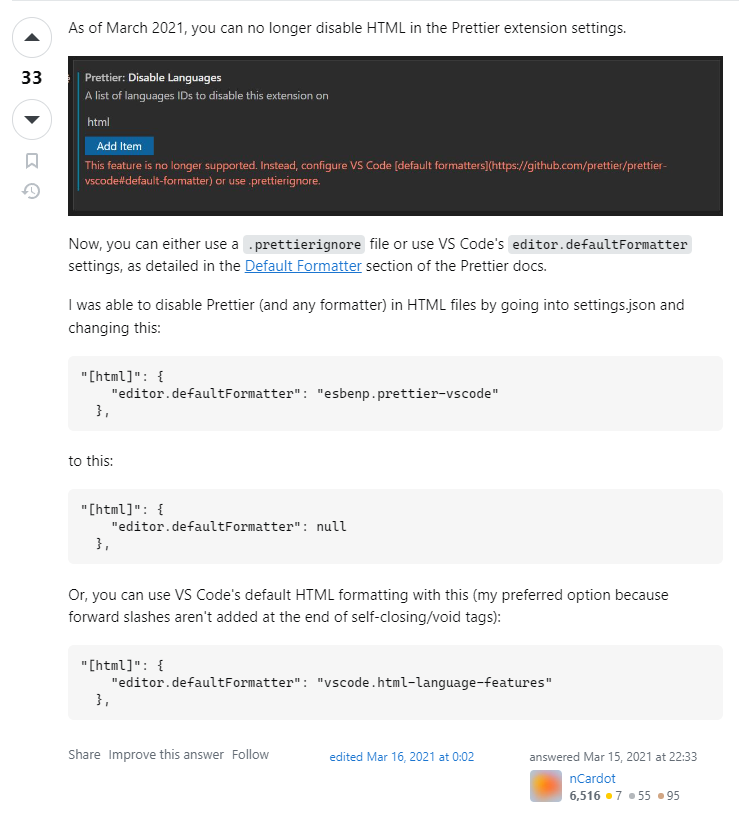 As of March 2021, you can no longer disable HTML in the Prettier extension settings.
33
Prettier: Disable Languages
A list of languages IDs to disable this extension on
html
Add Item
This feature is no longer supported. Instead, configure VS Code [default formatters](https://github.com/prettier/prettier-
vscode#default-formatter) or use .prettierignore.
Now, you can either use a .prettierignore file or use VS Code's editor.defaultFormatter
settings, as detailed in the Default Formatter section of the Prettier docs.
I was able to disable Prettier (and any formatter) in HTML files by going into settings.json and
changing this:
"[html]": {
    "editor.defaultFormatter": "esbenp.prettier-vscode"
  },
to this:
"[html]": {
    "editor.defaultFormatter": null
  },
Or, you can use VS Code's default HTML formatting with this (my preferred option because
forward slashes aren't added at the end of self-closing/void tags):
"[html]": {
    "editor.defaultFormatter": "vscode.html-language-features"
  },
Share Improve this answer Follow
edited Mar 16, 2021 at 0:02
answered Mar 15, 2021 at 22:33
nCardot
6,516 ●7 ●55 ●95